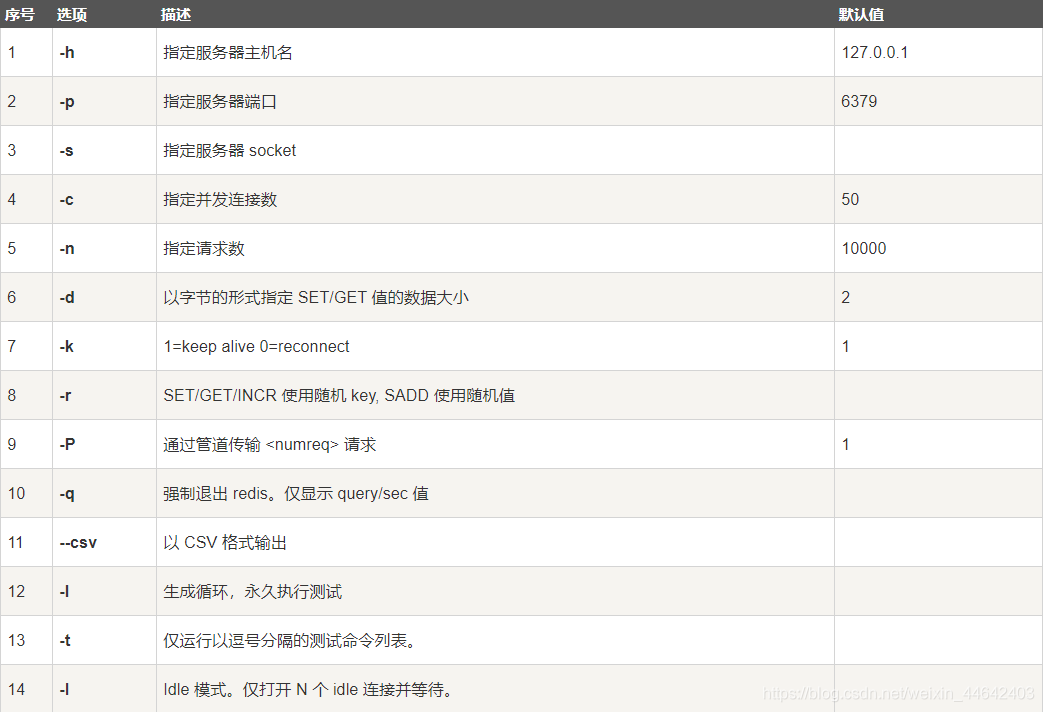 序号 选项 描述 默认值
1 -h 指定服务器主机名 127.0.0.1
2 -p 指定服务器端口 6379
3 -s 指定服务器 socket
4 -c 指定并发连接数 50
5 -n 指定请求数 10000
6 -d 以字节的形式指定 SET/GET 值的数据大小 2
7 -k 1=keep alive 0=reconnect 1
8 -r SET/GET/INCR 使用随机 key, SADD 使用随机值
9 -P 通过管道传输 <numreq> 请求 1
10 -q 强制退出 redis。仅显示 query/sec 值
11 --csv 以 CSV 格式输出
12 -l 生成循环，永久执行测试
13 -t 仅运行以逗号分隔的测试命令列表。
14 -I Idle 模式。仅打开 N 个 idle 连接并等待。
https://blog.csdn.net/weixin_44642403